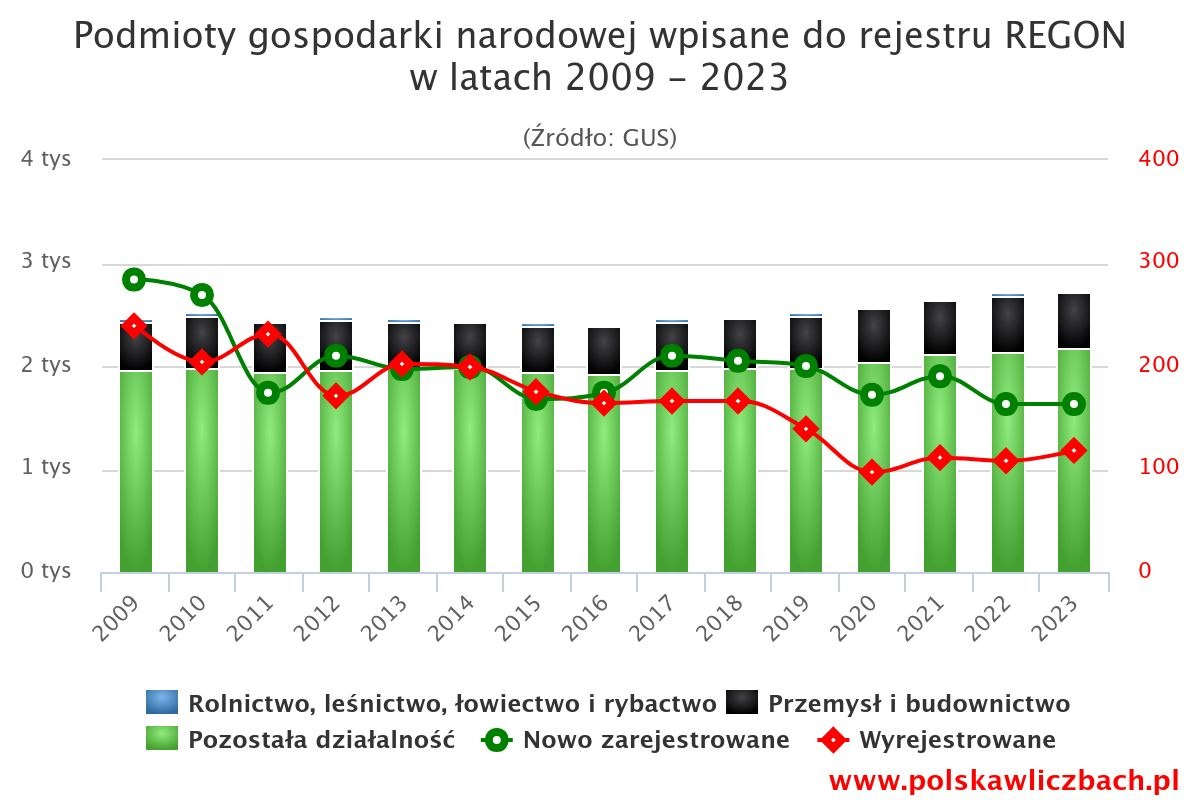 Podmioty gospodarki narodowej wpisane do rejestru REGON
w latach 2009 – 2023
(Źródło: GUS)
4 tys
400
3 tys
300
2 tys
200
1 tys
100
0 tys
0
2009 2010 2011 2012 2013 2014 2015 2016 2017 2018 2019 2020 2021 2022 2023
Rolnictwo, leśnictwo, łowiectwo i rybactwo Przemysł i budownictwo
Pozostała działalność Nowo zarejestrowane Wyrejestrowane
www.polskawliczbach.pl